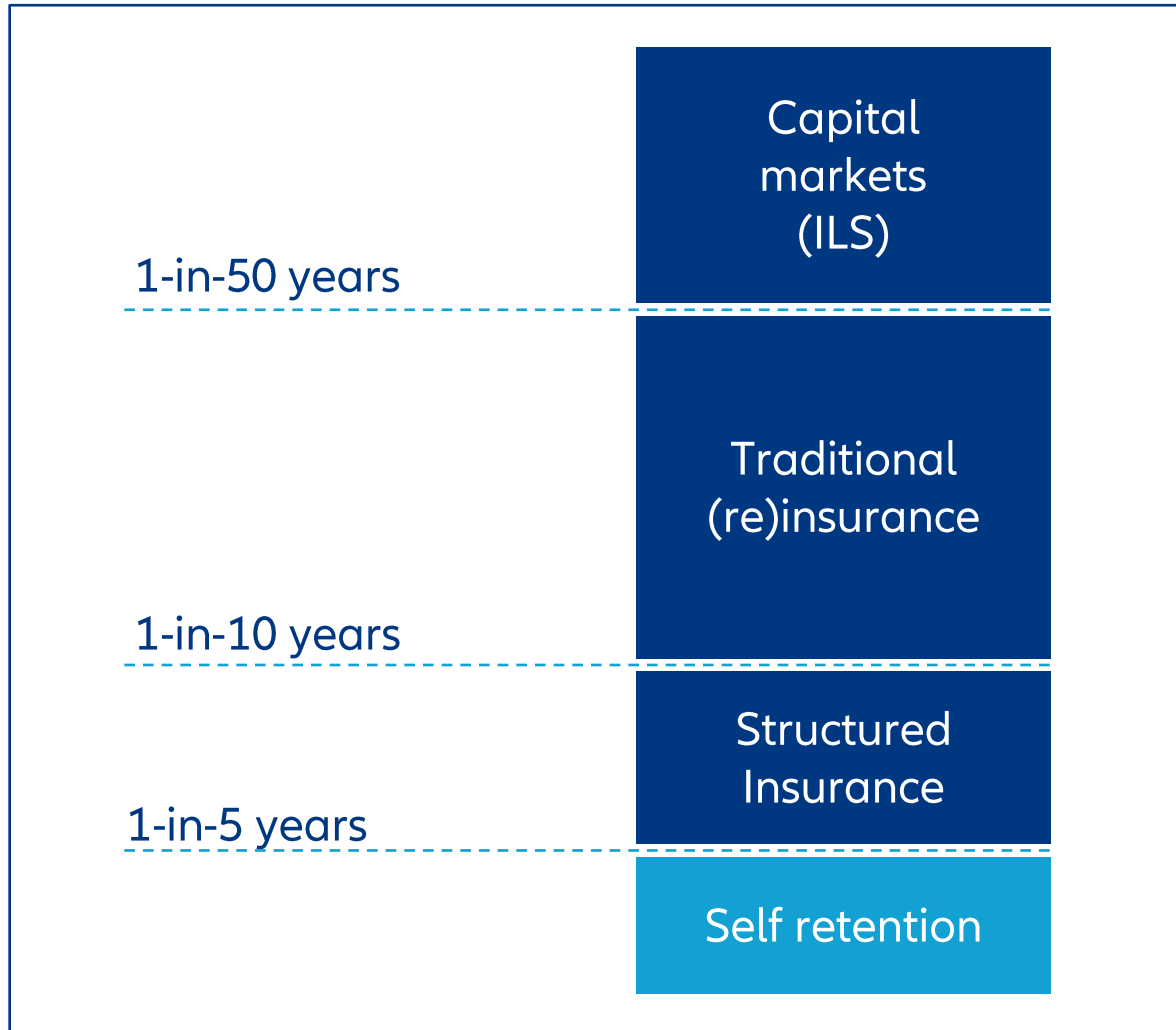 Capital
markets
(ILS)
1-in-50 years
Traditional
(re)insurance
1-in-10 years
Structured
Insurance
1-in-5 years
Self retention